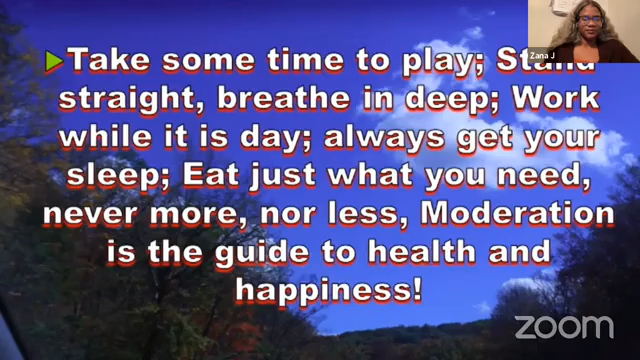 Take some time to play; Stand
straight, breathe in deep; Work
while it is day; always get your
sleep; Eat just what you need,
never more, nor less, Moderation
is the guide to health and
happiness!
Zana J
zoom